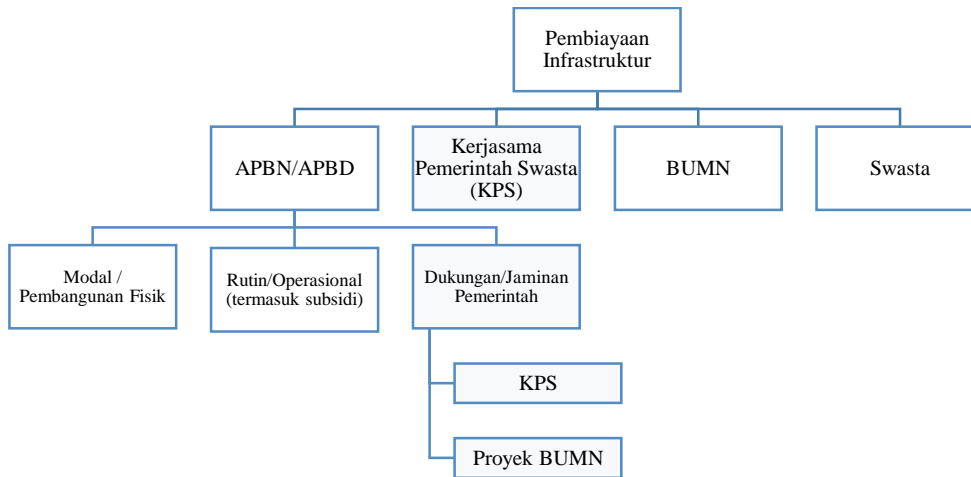 Pembiayaan
Infrastruktur
APBN/APBD
Kerjasama
Pemerintah Swasta
(KPS)
BUMN
Swasta
Modal /
Pembangunan Fisik
Rutin/Operasional
(termasuk subsidi)
Dukungan/Jaminan
Pemerintah
KPS
Proyek BUMN